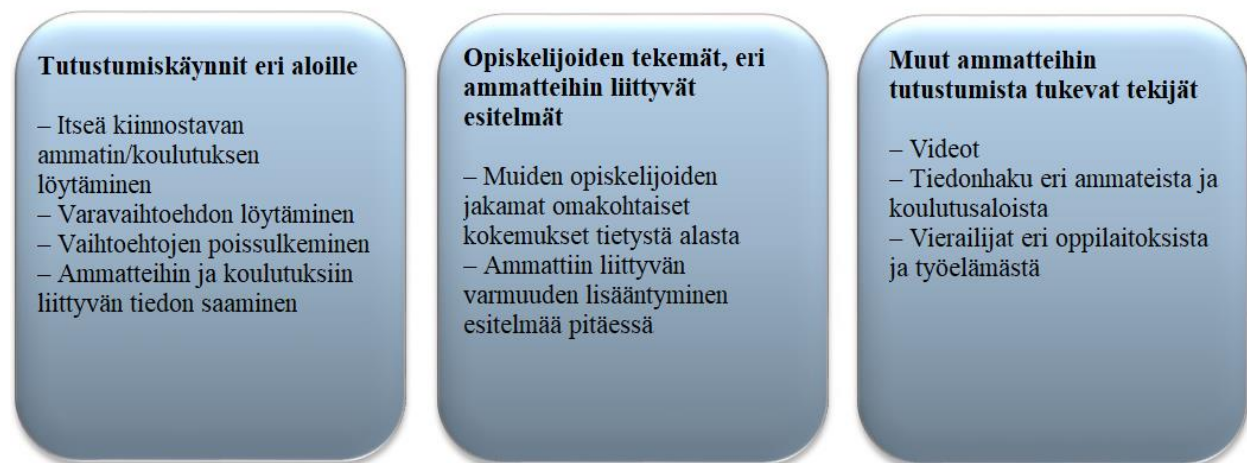 Tutustumiskäynnit eri aloille
– Itseä kiinnostavan
ammatin/koulutuksen
löytäminen
– Varavaihtoehdon löytäminen
– Vaihtoehtojen poissulkeminen
– Ammatteihin ja koulutuksiin
liittyvän tiedon saaminen
Opiskelijoiden tekemät, eri
ammatteihin liittyvät
esitelmät
– Muiden opiskelijoiden
jakamat omakohtaiset
kokemukset tietystä alasta
– Ammattiin liittyvän
varmuuden lisääntyminen
esitelmää pitäessä
Muut ammatteihin
tutustumista tukevat tekijät
– Videot
– Tiedonhaku eri ammateista ja
koulutusaloista
– Vierailijat eri oppilaitoksista
ja työelämästä